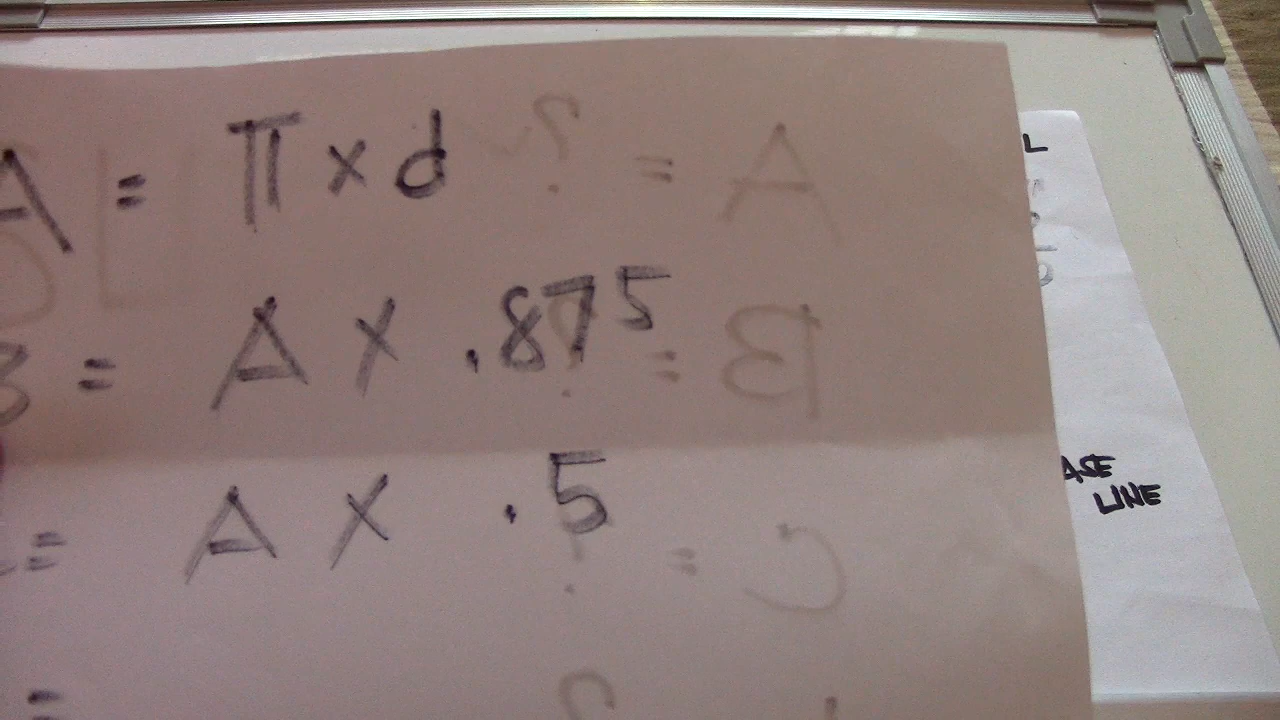 A = π x d
B = A X .875
= A X .5
=
L
ASE
LINE